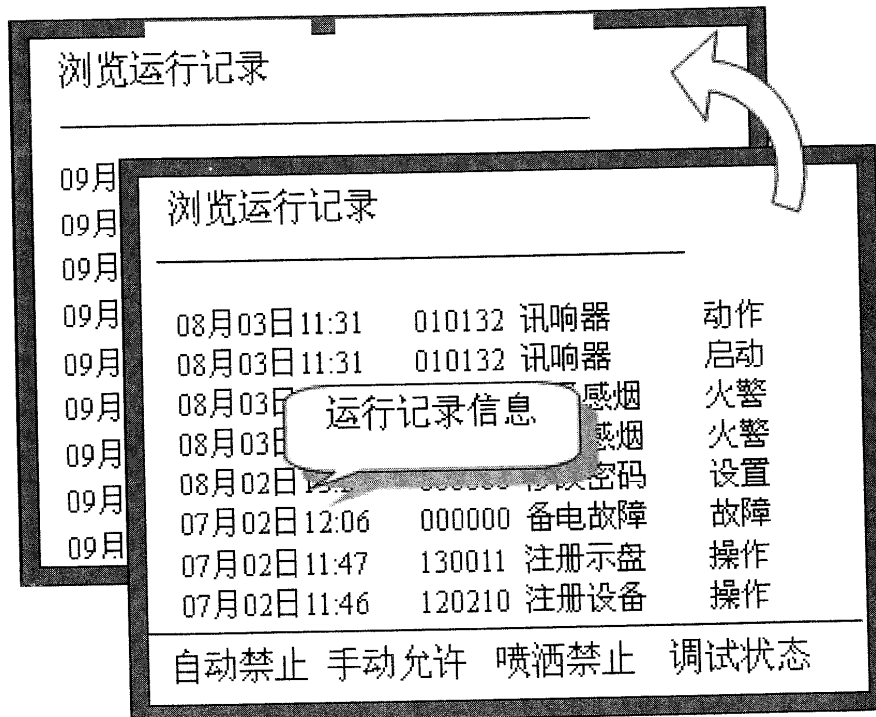 浏览运行记录
09月
09月
09月
09月
09月
09月
09月
09月
09月
浏览运行记录
08月03日11:31 010132 讯响器 动作
08月03日11:31 010132 讯响器 启动
08月03日 感烟 火警
08月03日 感烟 火警
08月02日 密码 设置
07月02日12:06 000000 备电故障 故障
07月02日11:47 130011 注册示盘 操作
07月02日11:46 120210 注册设备 操作
运行记录信息
自动禁止 手动允许 喷洒禁止 调试状态